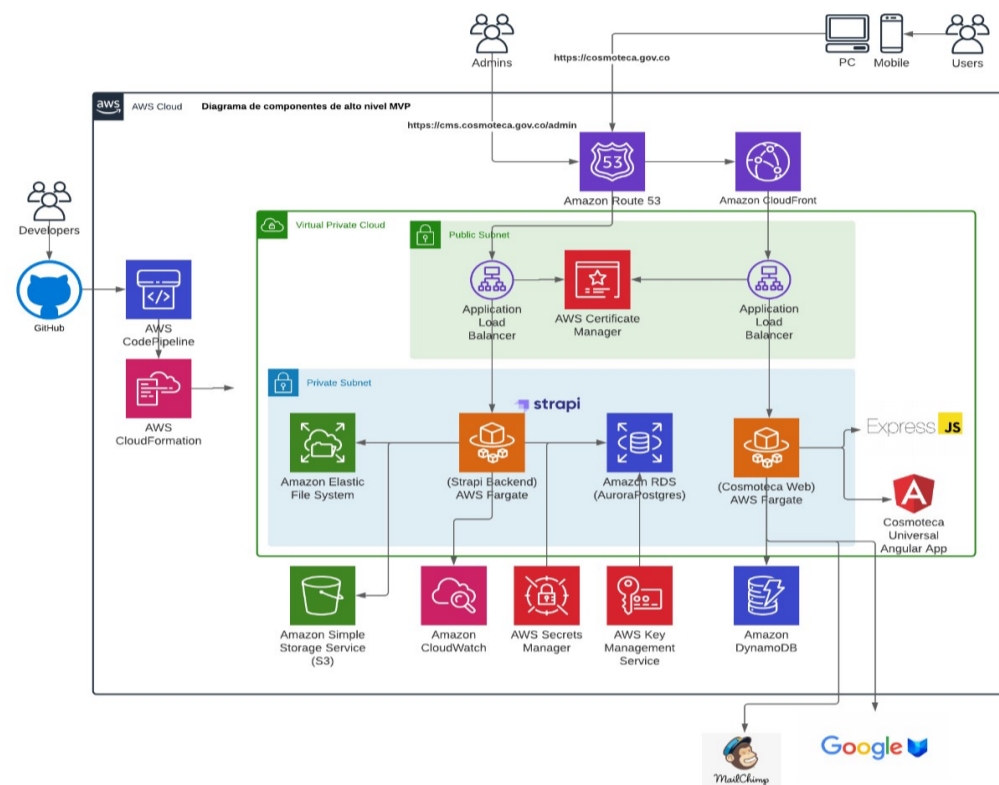 Admins
PC
Mobile
Users
https://cosmoteca.gov.co
aws
AWS Cloud
Diagrama de componentes de alto nivel MVP
https://cms.cosmoteca.gov.co/admin
53
Amazon Route 53
Amazon CloudFront
Developers
GitHub
AWS
CodePipeline
AWS
CloudFormation
Virtual Private Cloud
Public Subnet
Application
Load
Balancer
AWS Certificate
Manager
Application
Load
Balancer
Private Subnet
strapi
Amazon Elastic
File System
(Strapi Backend)
AWS Fargate
Amazon RDS
(AuroraPostgres)
(Cosmoteca Web)
AWS Fargate
Express JS
A
Cosmoteca
Universal
Angular App
Amazon Simple
Storage Service
(S3)
Amazon
CloudWatch
AWS Secrets
Manager
AWS Key
Management
Service
Amazon
DynamoDB
MailChimp
Google